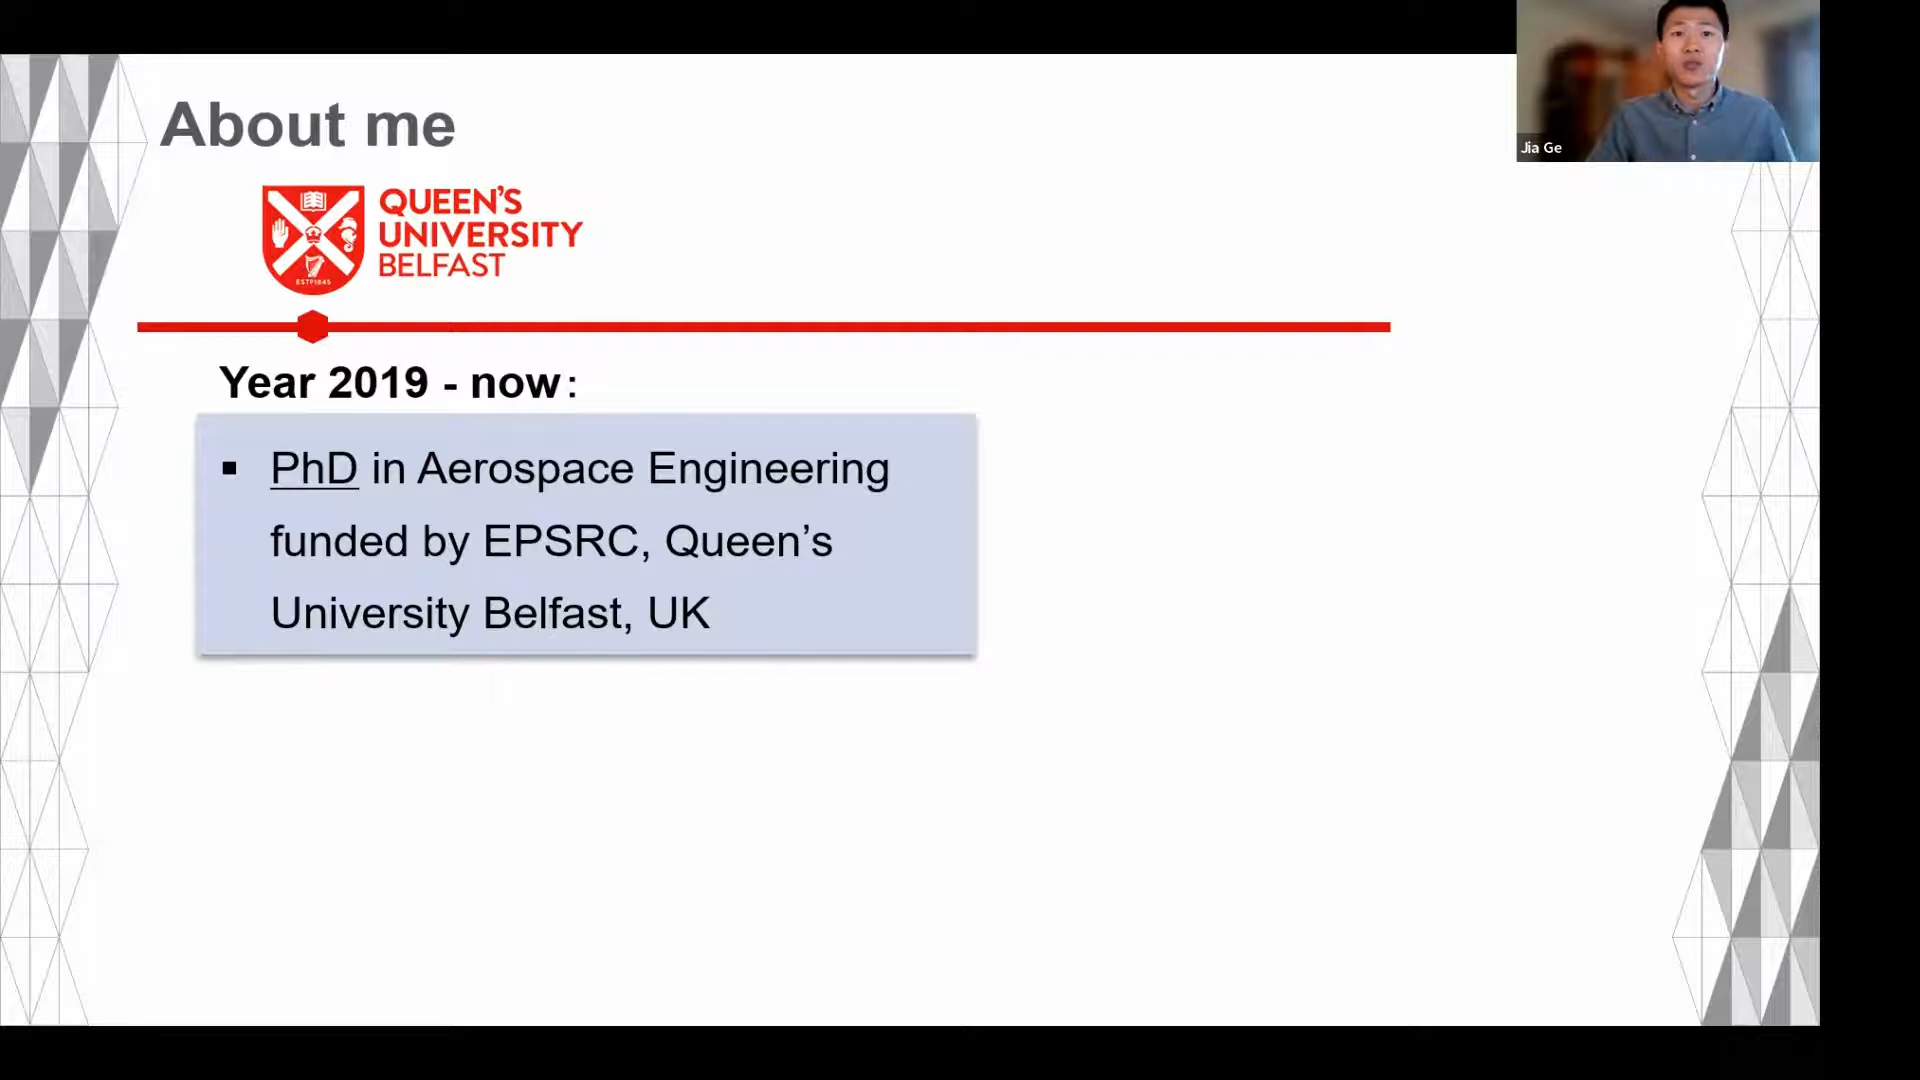 About me
QUEEN'S
UNIVERSITY
BELFAST
ESTD1845
Year 2019 - now:
▪ PhD in Aerospace Engineering
funded by EPSRC, Queen’s
University Belfast, UK
Jia Ge